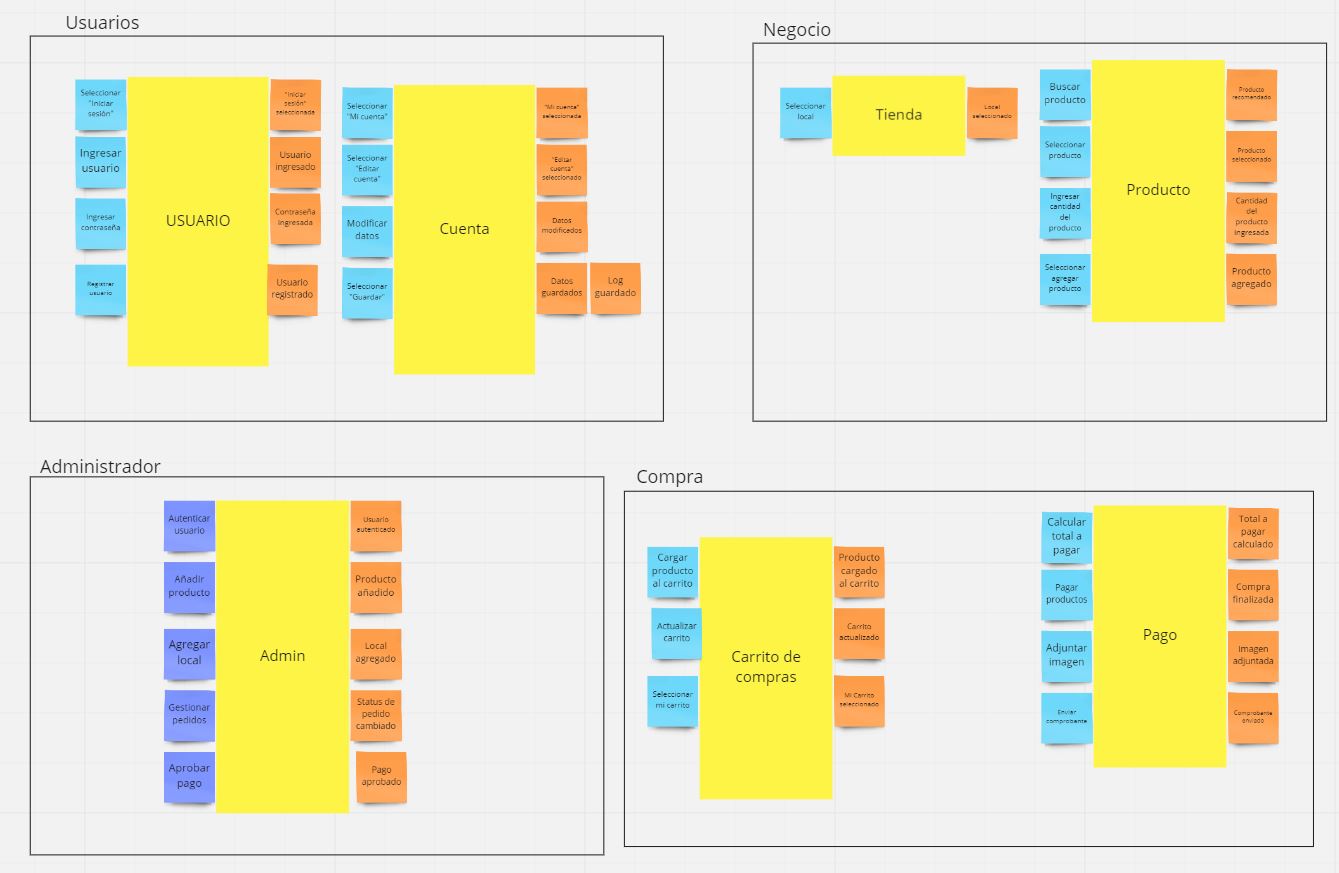 Usuarios
Seleccionar
"Iniciar
sesión"
Ingresar
usuario
Ingresar
contraseña
Registrar
usuario
USUARIO
"Iniciar
sesión"
seleccionada
Usuario
ingresado
Contraseña
ingresada
Usuario
registrado
Seleccionar
"Mi cuenta"
Seleccionar
"Editar
cuenta"
Modificar
datos
Seleccionar
"Guardar"
Cuenta
"Mi cuenta"
seleccionada
"Editar
cuenta"
seleccionado
Datos
modificados
Datos
guardados
Log
guardado
Negocio
Seleccionar
local
Tienda
Local
seleccionado
Buscar
producto
Seleccionar
producto
Ingresar
cantidad
del
producto
Seleccionar
agregar
producto
Producto
Producto
recomendado
Producto
seleccionado
Cantidad
del
producto
ingresada
Producto
agregado
Administrador
Autenticar
usuario
Añadir
producto
Agregar
local
Gestionar
pedidos
Aprobar
pago
Admin
Usuario
autenticado
Producto
añadido
Local
agregado
Status de
pedido
cambiado
Pago
aprobado
Compra
Cargar
producto
al carrito
Actualizar
carrito
Seleccionar
mi carrito
Carrito de
compras
Producto
cargado
al carrito
Carrito
actualizado
Mi Carrito
seleccionado
Calcular
total a
pagar
Pagar
productos
Adjuntar
imagen
Enviar
comprobante
Pago
Total a
pagar
calculado
Compra
finalizada
Imagen
adjuntada
Comprobante
enviado